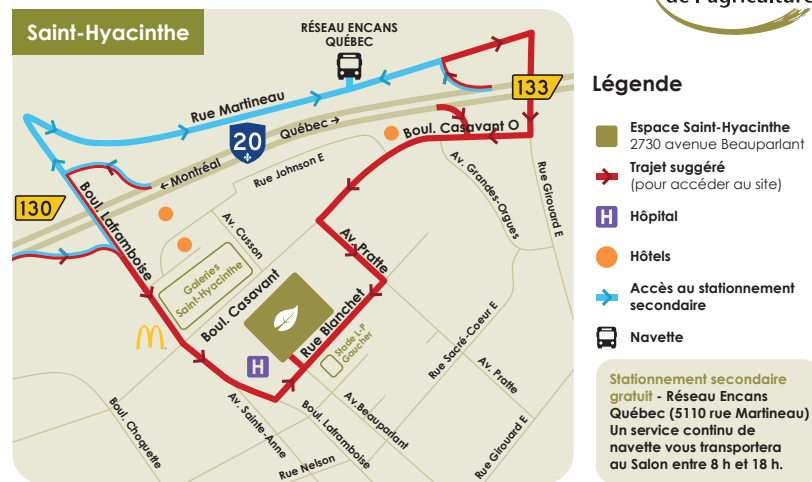 de l'agriculture
Saint-Hyacinthe
RÉSEAU ENCANS
QUÉBEC
133
Rue Martineau
20
Québec →
Boul. Casavant O
← Montréal
Rue Johnson E
Av. Grandes-Orgues
Rue Girouard E
130
Boul. Laframboise
Av. Cusson
Av. Pratte
Galeries
Saint-Hyacinthe
Boul. Casavant
Rue Blanchet
Stade L-P
Gaucher
Rue Sacré-Coeur E
H
Av. Pratte
Boul. Choquette
Av. Sainte-Anne
Boul. Laframboise
Av.Beauparlant
Rue Girouard E
Rue Nelson
Légende
Espace Saint-Hyacinthe
2730 avenue Beauparlant
Trajet suggéré
(pour accéder au site)
H Hôpital
Hôtels
Accès au stationnement
secondaire
Navette
Stationnement secondaire
gratuit - Réseau Encans
Québec (5110 rue Martineau)
Un service continu de
navette vous transportera
au Salon entre 8 h et 18 h.